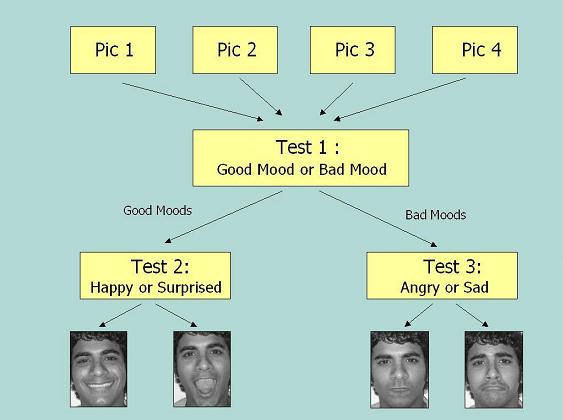 Pic 1
Pic 2
Pic 3
Pic 4
Test 1 :
Good Mood or Bad Mood
Good Moods
Bad Moods
Test 2:
Happy or Surprised
Test 3:
Angry or Sad